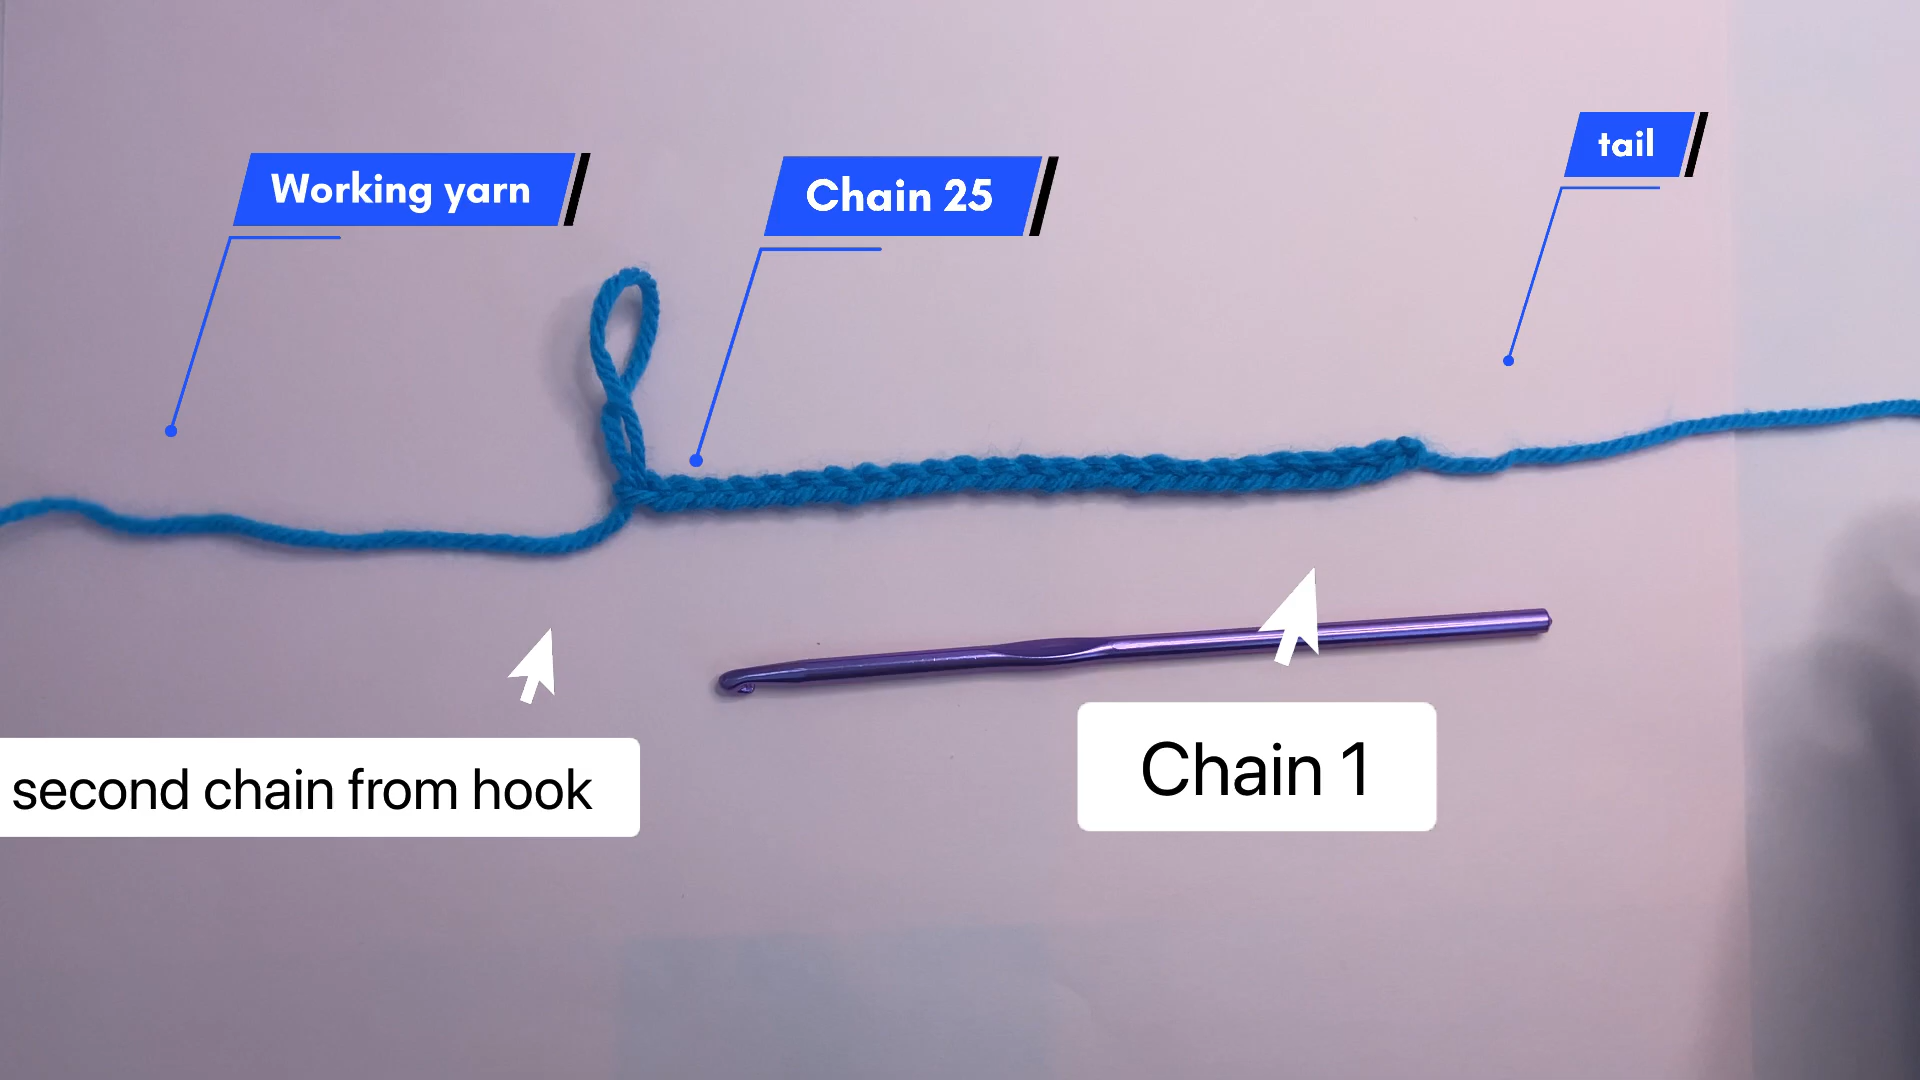 tail
Working yarn
Chain 25
second chain from hook
Chain 1